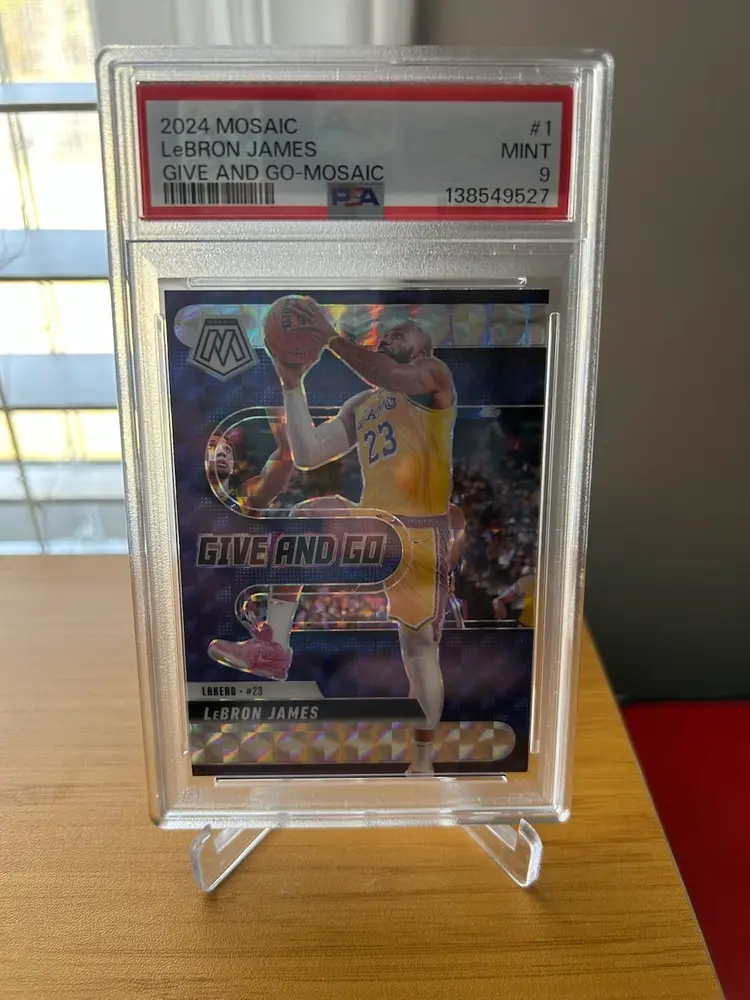 2024 MOSAIC #1
LeBRON JAMES MINT
GIVE AND GO-MOSAIC 9
PSA 138549527
M
23
GIVE AND GO
LAKERS • #23
LeBRON JAMES